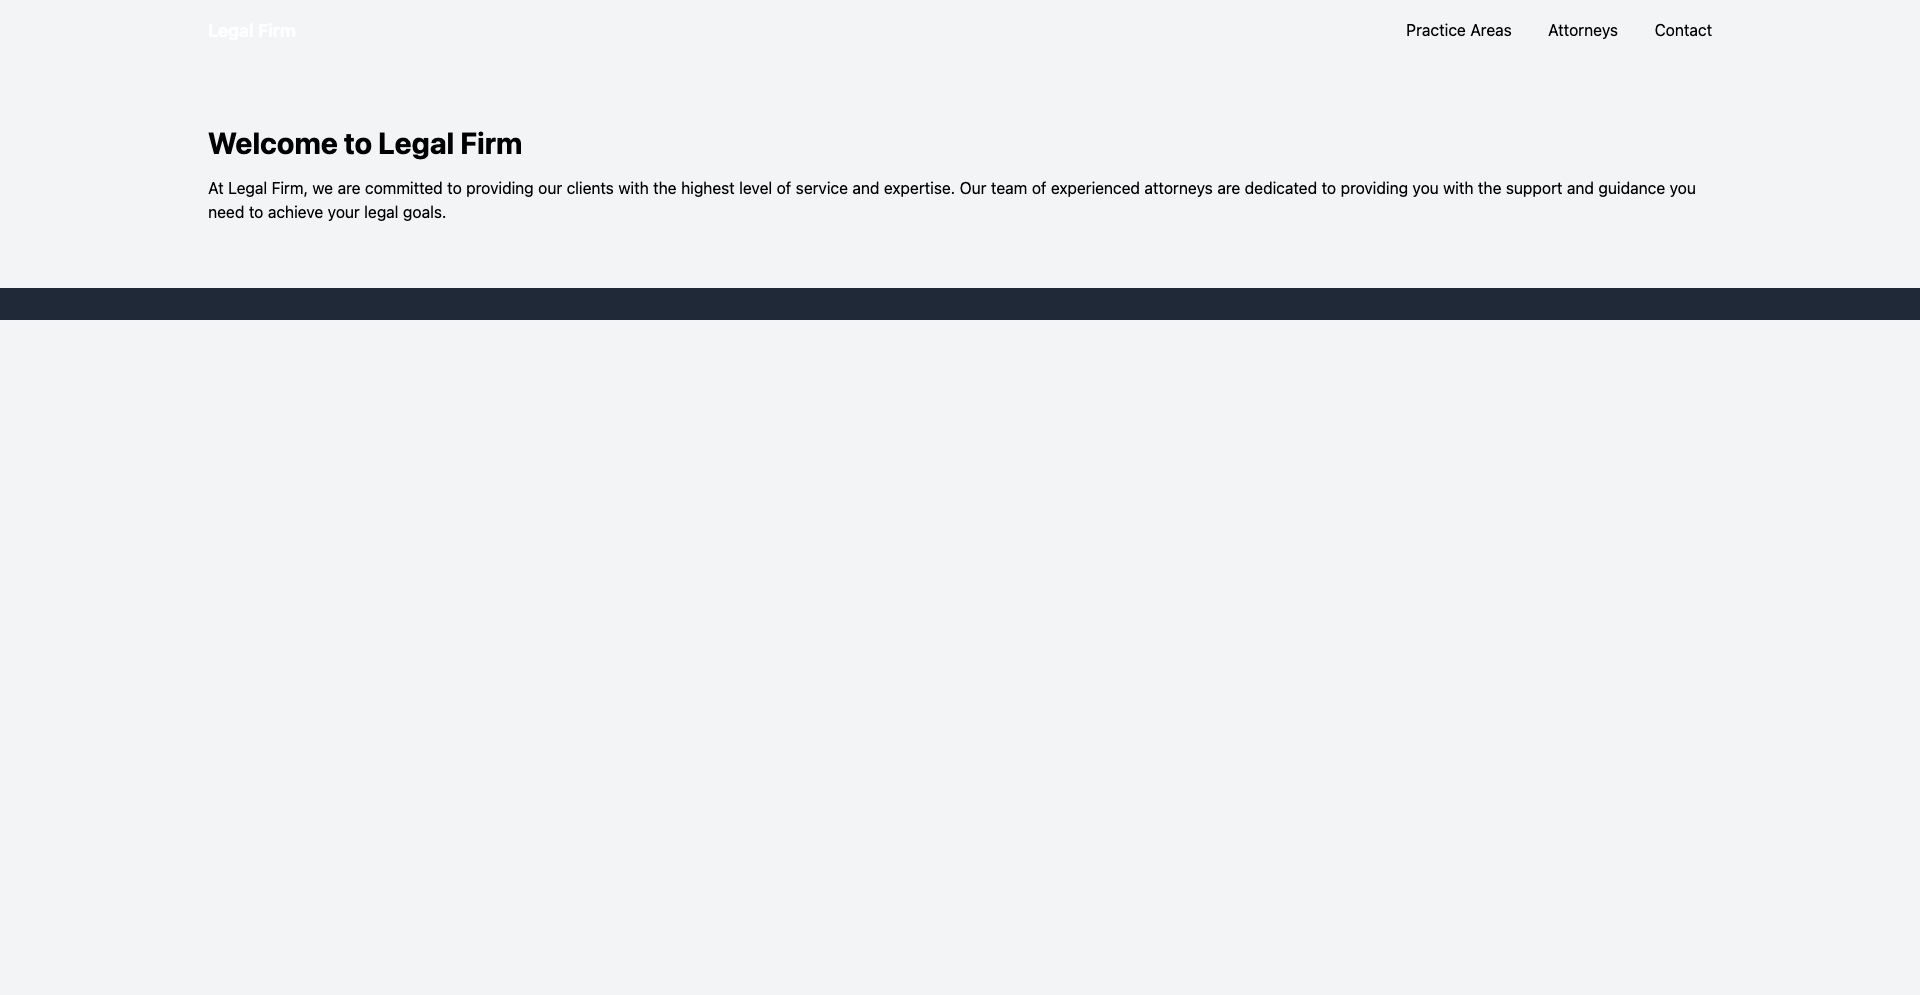 Legal Firm
Practice Areas
Attorneys
Contact
Welcome to Legal Firm
At Legal Firm, we are committed to providing our clients with the highest level of service and expertise. Our team of experienced attorneys are dedicated to providing you with the support and guidance you
need to achieve your legal goals.